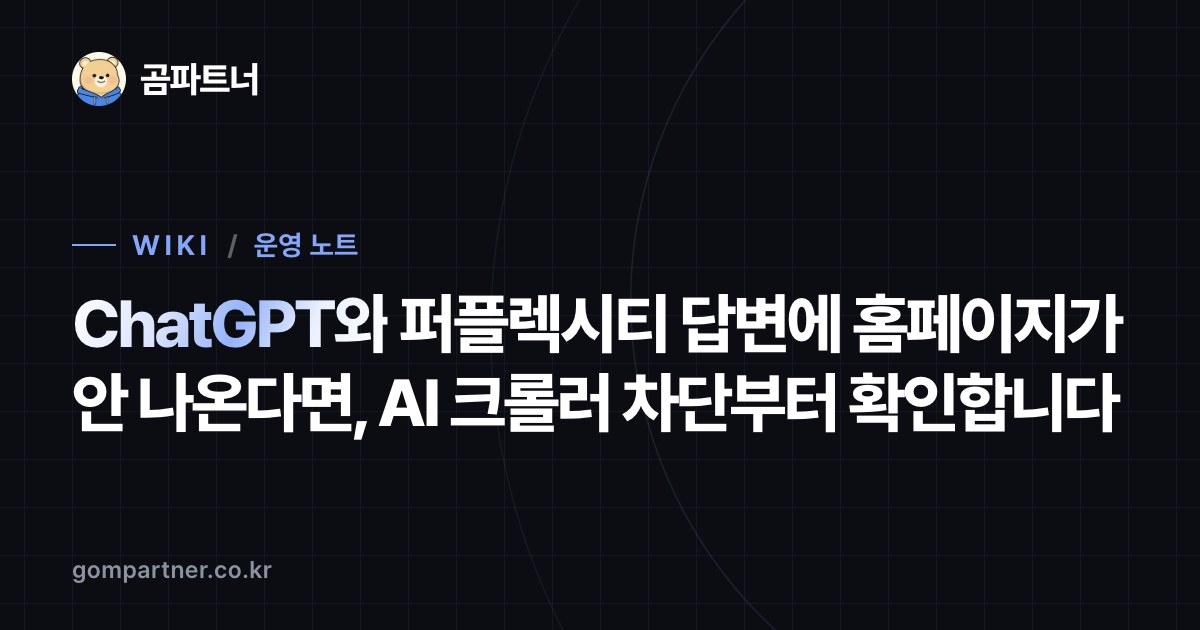 곰파트너
WIKI / 운영 노트
ChatGPT와 퍼플렉시티 답변에 홈페이지가
안 나온다면, AI 크롤러 차단부터 확인합니다
gompartner.co.kr